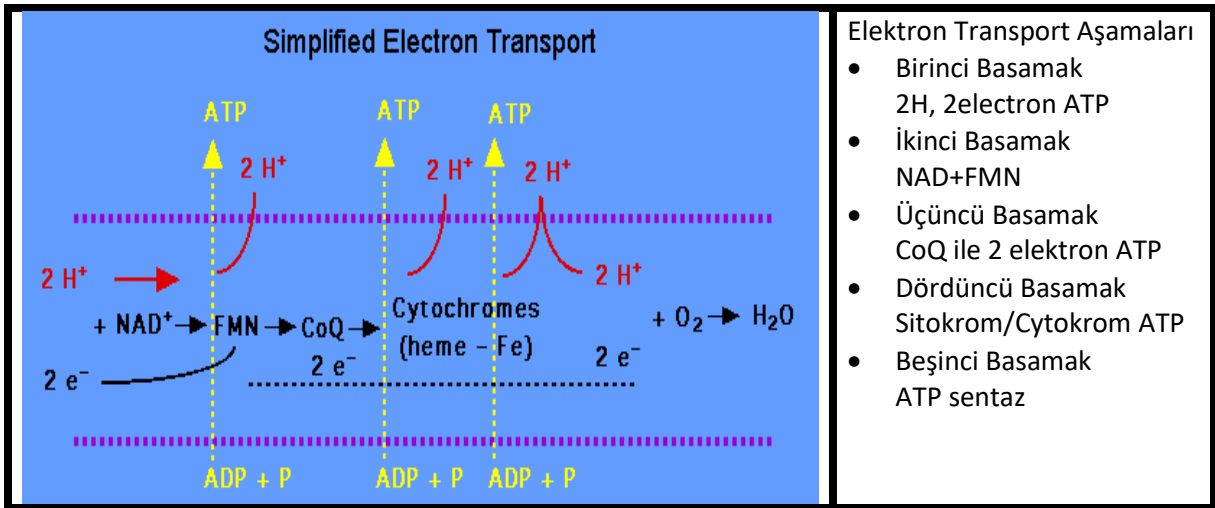 Simplified Electron Transport
ATP ATP ATP
2 H⁺ 2 H⁺ 2 H⁺
2 H⁺ 2 H⁺
+ NAD⁺ FMN CoQ Cytochromes (heme – Fe) + O₂ H₂O
2 e⁻ 2 e⁻ 2 e⁻
ADP + P ADP + P ADP + P
Elektron Transport Aşamaları
• Birinci Basamak
2H, 2electron ATP
• İkinci Basamak
NAD+FMN
• Üçüncü Basamak
CoQ ile 2 elektron ATP
• Dördüncü Basamak
Sitokrom/Cytokrom ATP
• Beşinci Basamak
ATP sentaz